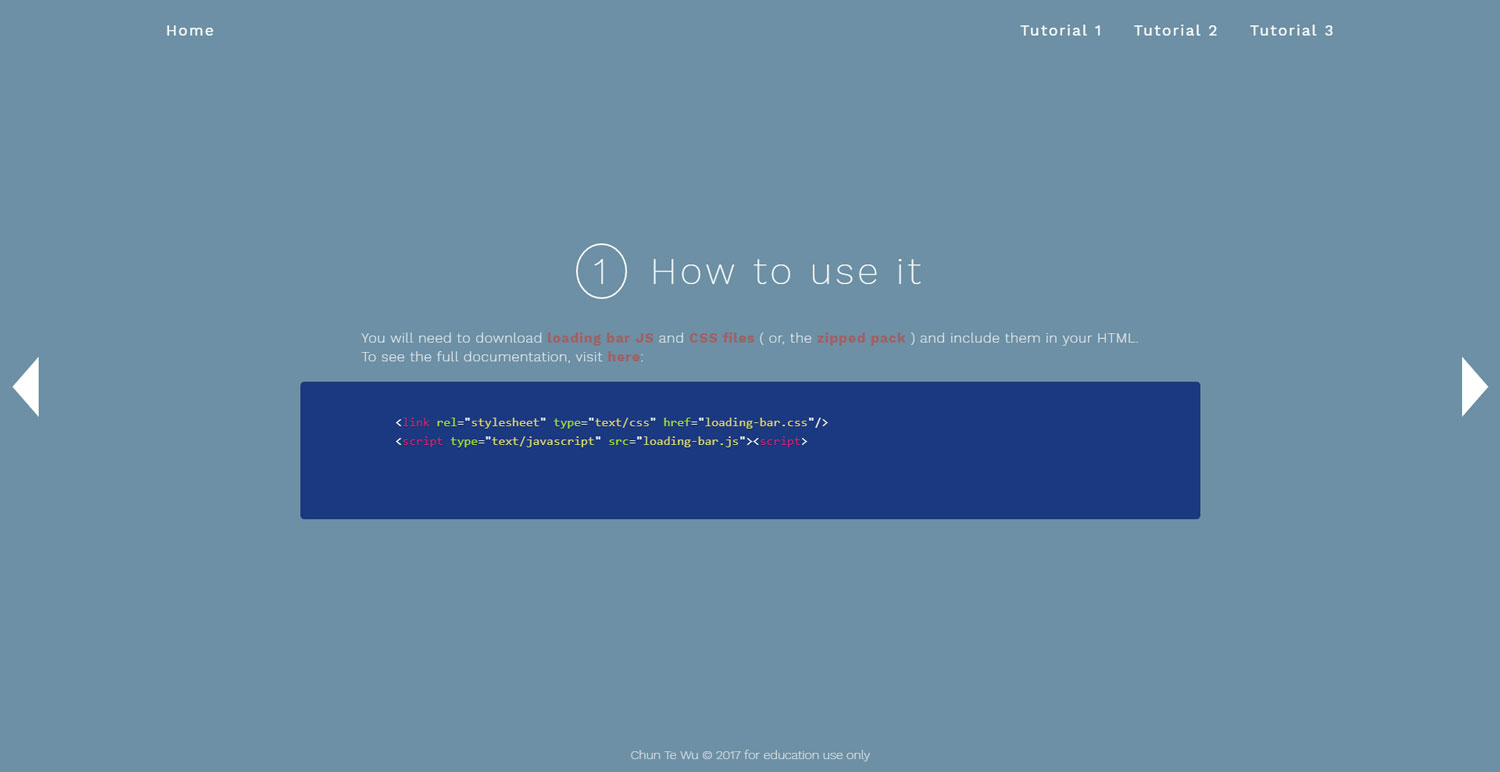 Home Tutorial 1 Tutorial 2 Tutorial 3
1 How to use it
You will need to download loading bar JS and CSS files ( or, the zipped pack ) and include them in your HTML.
To see the full documentation, visit here:
<link rel="stylesheet" type="text/css" href="loading-bar.css"/>
<script type="text/javascript" src="loading-bar.js"><script>
Chun Te Wu © 2017 for education use only